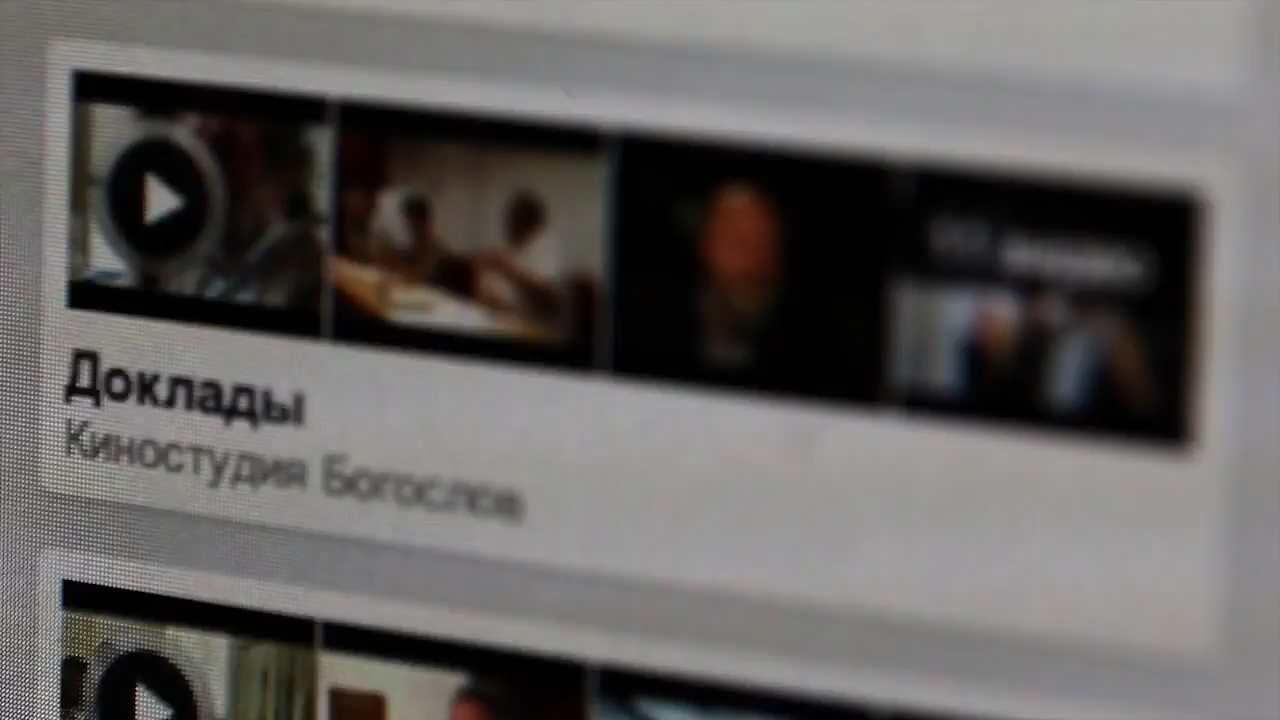 Доклады
Киностудия Богослов